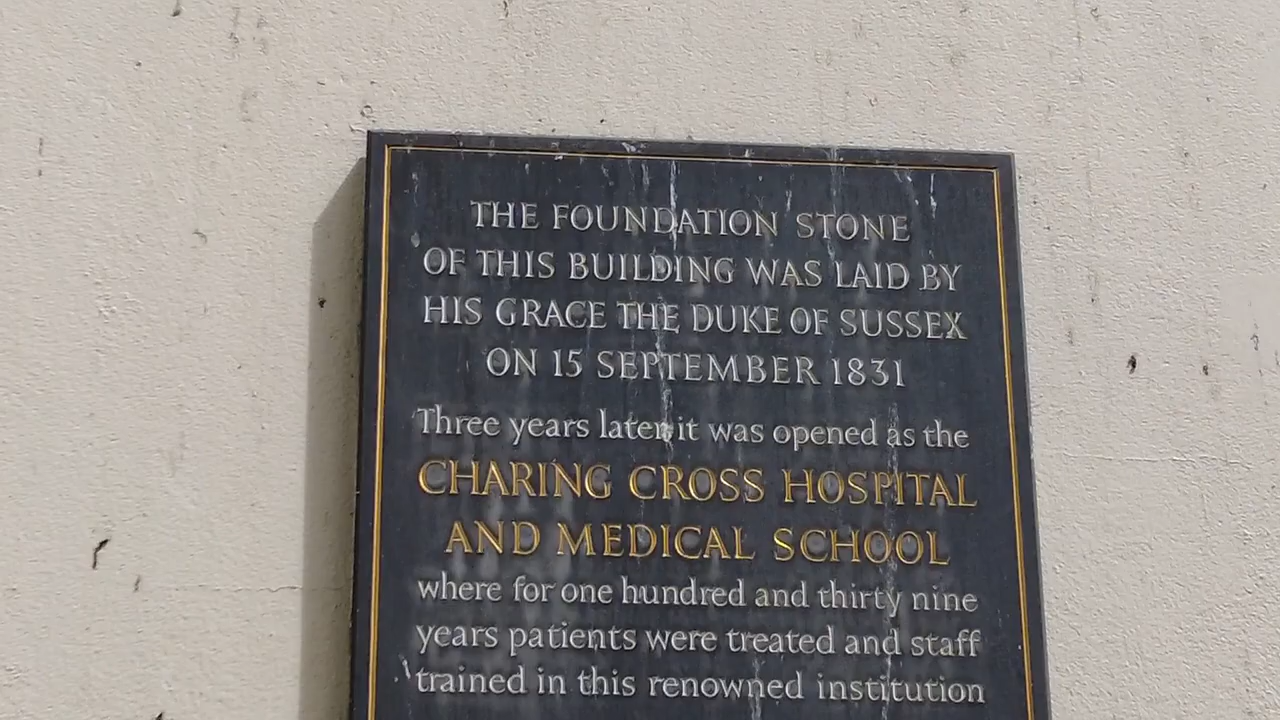 THE FOUNDATION STONE
OF THIS BUILDING WAS LAID BY
HIS GRACE THE DUKE OF SUSSEX
ON 15 SEPTEMBER 1831
Three years later it was opened as the
CHARING CROSS HOSPITAL
AND MEDICAL SCHOOL
where for one hundred and thirty nine
years patients were treated and staff
trained in this renowned institution